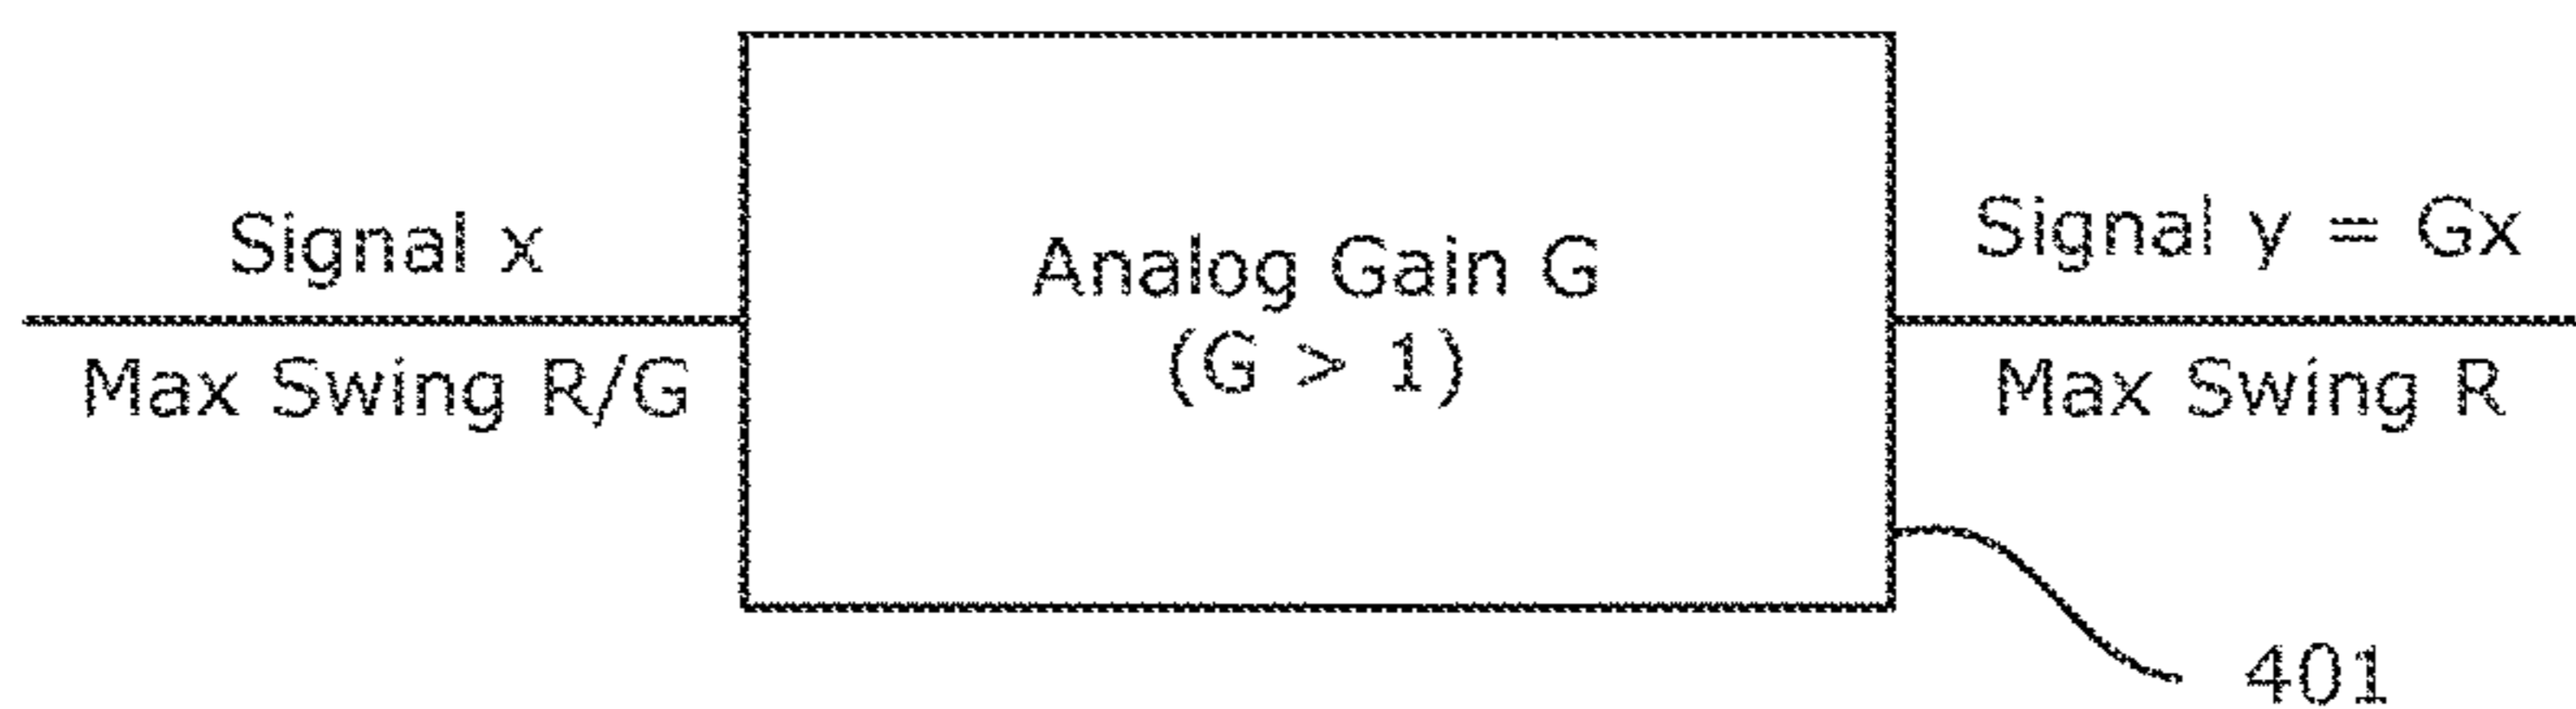 Signal x
Max Swing R/G
Analog Gain G
(G > 1)
Signal y = Gx
Max Swing R
401